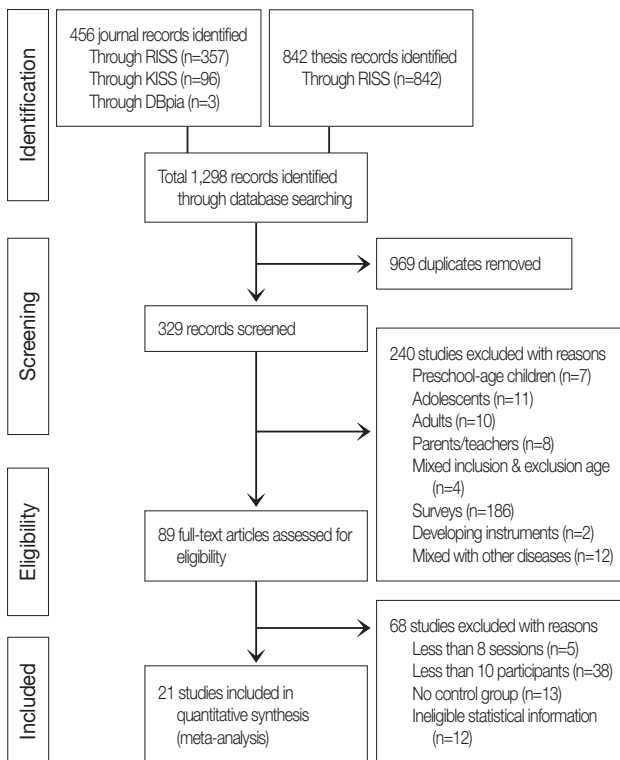 Identification
456 journal records identified
Through RISS (n=357)
Through KISS (n=96)
Through DBpia (n=3)
842 thesis records identified
Through RISS (n=842)
Total 1,298 records identified
through database searching
Screening
969 duplicates removed
329 records screened
240 studies excluded with reasons
Preschool-age children (n=7)
Adolescents (n=11)
Adults (n=10)
Parents/teachers (n=8)
Mixed inclusion & exclusion age
(n=4)
Surveys (n=186)
Developing instruments (n=2)
Mixed with other diseases (n=12)
Eligibility
89 full-text articles assessed for
eligibility
68 studies excluded with reasons
Less than 8 sessions (n=5)
Less than 10 participants (n=38)
No control group (n=13)
Ineligible statistical information
(n=12)
Included
21 studies included in
quantitative synthesis
(meta-analysis)